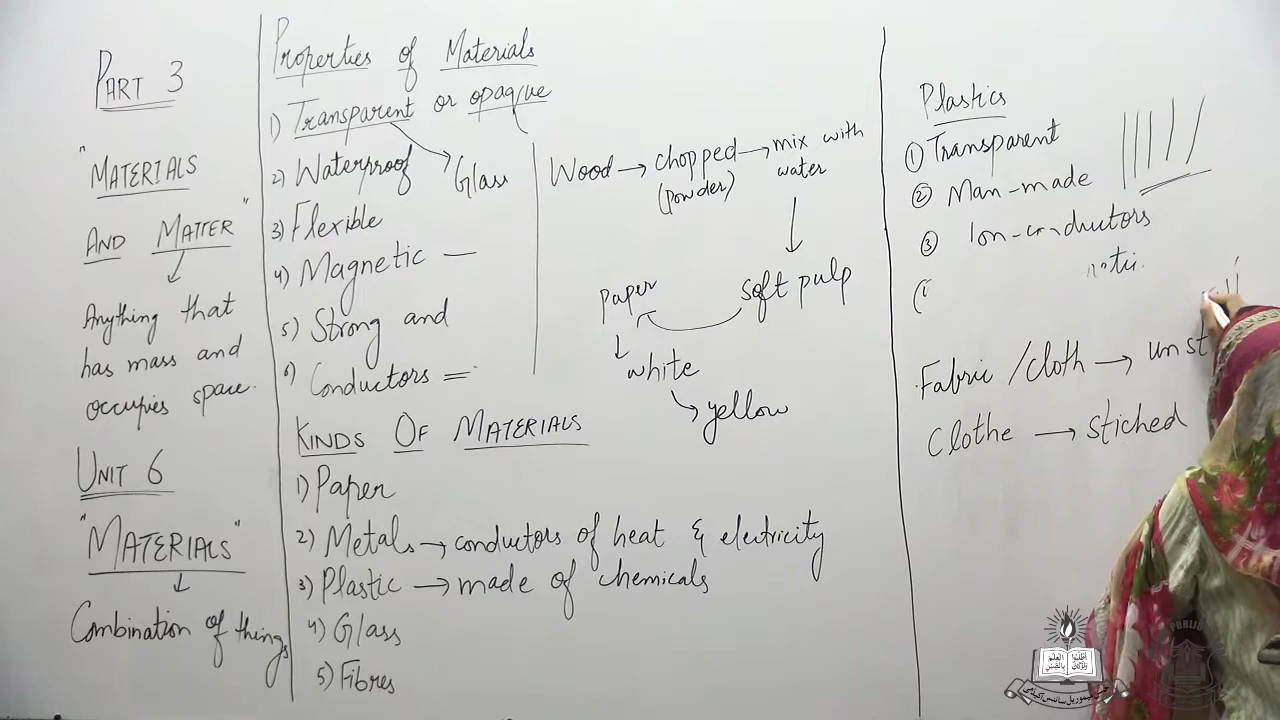 PART 3
"MATERIALS
AND MATTER"
Anything that
has mass and
occupies space.
UNIT 6
"MATERIALS"
Combination of things
Properties of Materials
1) Transparent or opaque
Glass
2) Waterproof
3) Flexible
4) Magnetic —
5) Strong and
6) Conductors =
Wood → chopped → mix with
(powder) water
soft pulp
paper
white
yellow
KINDS OF MATERIALS
1) Paper
2) Metals → conductors of heat & electricity
3) Plastic → made of chemicals
4) Glass
5) Fibres
Plastics
① Transparent
② Man-made
③ Ion-conductors
Fabric / cloth → unst
Clothe → stiched
PUBLIC